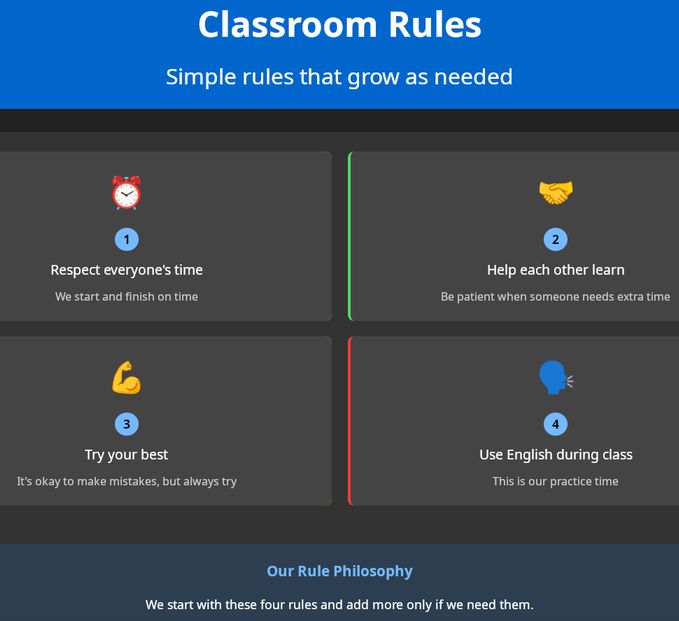 Classroom Rules
Simple rules that grow as needed
1
Respect everyone's time
We start and finish on time
2
Help each other learn
Be patient when someone needs extra time
3
Try your best
It's okay to make mistakes, but always try
4
Use English during class
This is our practice time
Our Rule Philosophy
We start with these four rules and add more only if we need them.